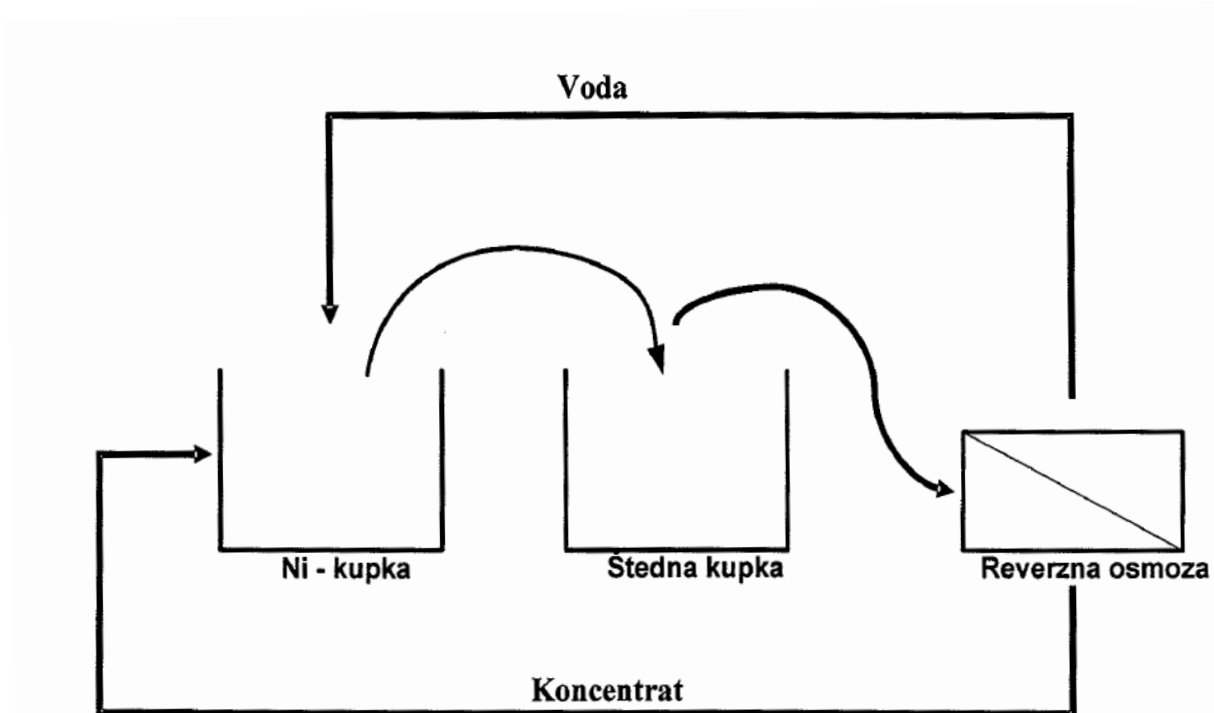 Voda
Ni - kupka
Štedna kupka
Reverzna osmoza
Koncentrat